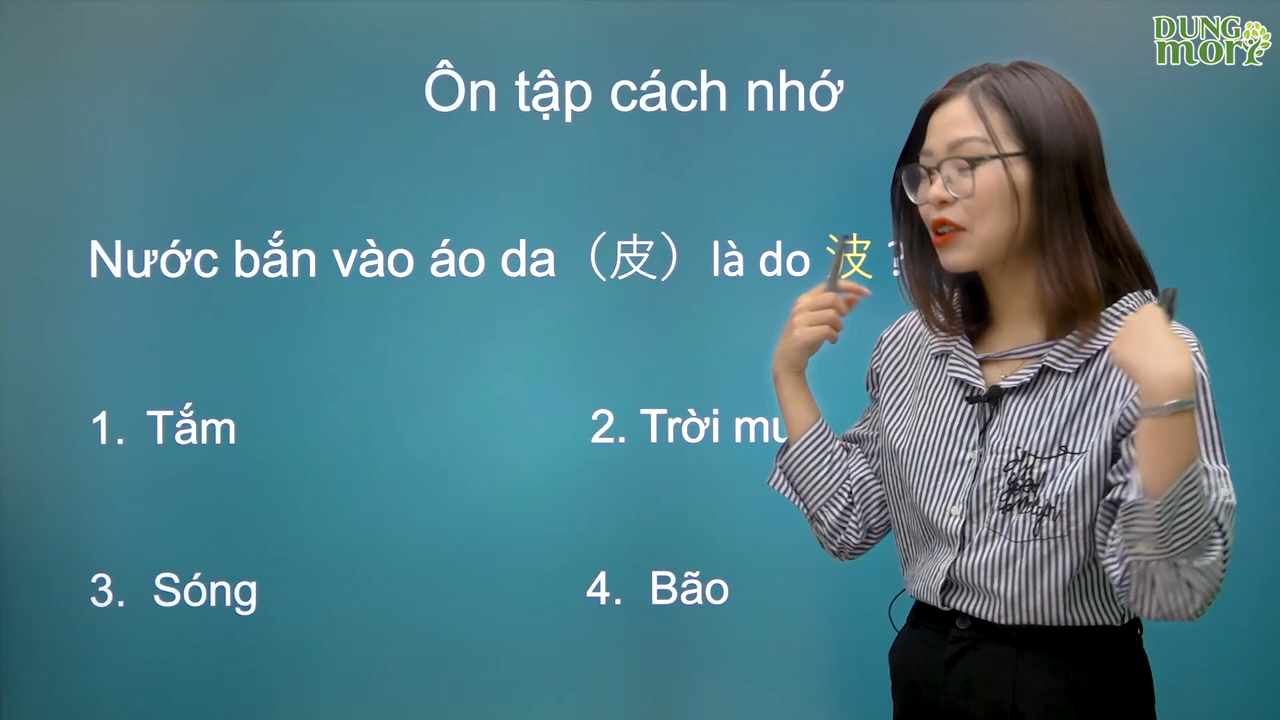 DUNG
mori
Ôn tập cách nhớ
Nước bắn vào áo da（皮）là do 波 ?
1. Tắm
2. Trời
3. Sóng
4. Bão